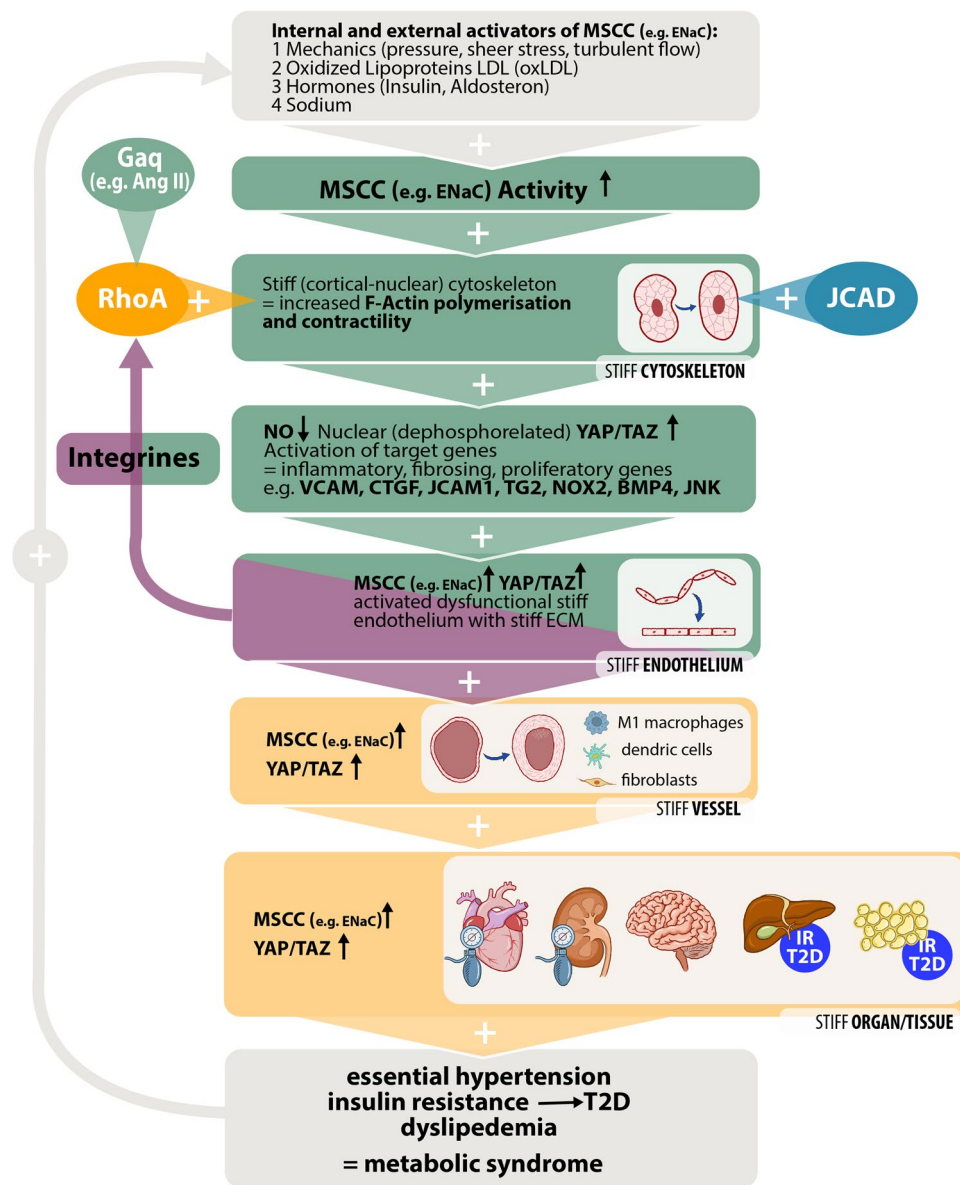 Internal and external activators of MSCC (e.g. ENaC):
1 Mechanics (pressure, sheer stress, turbulent flow)
2 Oxidized Lipoproteins LDL (oxLDL)
3 Hormones (Insulin, Aldosteron)
4 Sodium
+
Gaq
(e.g. Ang II)
MSCC (e.g. ENaC) Activity ↑
+
RhoA
+
Stiff (cortical-nuclear) cytoskeleton
= increased F-Actin polymerisation
and contractility
+
JCAD
STIFF CYTOSKELETON
+
Integrines
NO ↓ Nuclear (dephosphorelated) YAP/TAZ ↑
Activation of target genes
= inflammatory, fibrosing, proliferatory genes
e.g. VCAM, CTGF, JCAM1, TG2, NOX2, BMP4, JNK
+
+
MSCC (e.g. ENaC)↑ YAP/TAZ↑
activated dysfunctional stiff
endothelium with stiff ECM
STIFF ENDOTHELIUM
+
MSCC (e.g. ENaC)↑
YAP/TAZ ↑
M1 macrophages
dendric cells
fibroblasts
STIFF VESSEL
+
MSCC (e.g. ENaC)↑
YAP/TAZ ↑
IR
T2D
IR
T2D
STIFF ORGAN/TISSUE
+
essential hypertension
insulin resistance → T2D
dyslipedemia
= metabolic syndrome